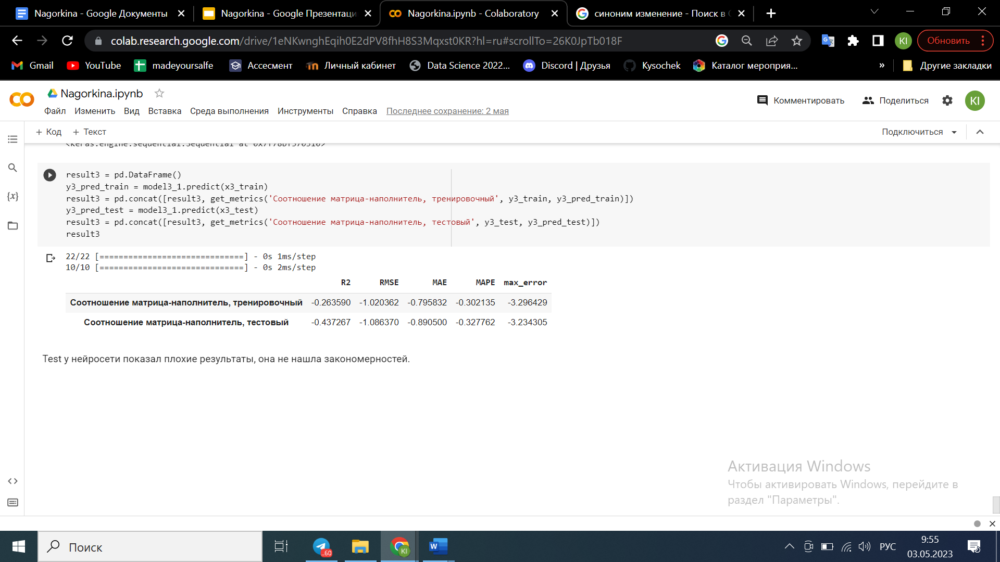 Nagorkina - Google Документы
Nagorkina - Google Презентаци
Nagorkina.ipynb - Colaboratory
синоним изменение - Поиск в
colab.research.google.com/drive/1eNKwnghEqih0E2dPV8fhH8S3Mqxst0KR?hl=ru#scrollTo=26K0JpTb018F
KI
Обновить
Gmail
YouTube
madeyoursalfe
Ассесмент
Личный кабинет
Data Science 2022...
Discord | Друзья
Kysochek
Каталог мероприя...
»
Другие закладки
Nagorkina.ipynb
Файл Изменить Вид Вставка Среда выполнения Инструменты Справка Последнее сохранение: 2 мая
Комментировать
Поделиться
KI
+ Код + Текст
Подключиться
<keras.engine.sequential.Sequential at 0x7f78bf370310>
result3 = pd.DataFrame()
y3_pred_train = model3_1.predict(x3_train)
result3 = pd.concat([result3, get_metrics('Соотношение матрица-наполнитель, тренировочный', y3_train, y3_pred_train)])
y3_pred_test = model3_1.predict(x3_test)
result3 = pd.concat([result3, get_metrics('Соотношение матрица-наполнитель, тестовый', y3_test, y3_pred_test)])
result3
22/22 [==============================] - 0s 1ms/step
10/10 [==============================] - 0s 2ms/step
R2 RMSE MAE MAPE max_error
Соотношение матрица-наполнитель, тренировочный -0.263590 -1.020362 -0.795832 -0.302135 -3.296429
Соотношение матрица-наполнитель, тестовый -0.437267 -1.086370 -0.890500 -0.327762 -3.234305
Test у нейросети показал плохие результаты, она не нашла закономерностей.
Активация Windows
Чтобы активировать Windows, перейдите в
раздел "Параметры".
Поиск
..60
KI
W
РУС
9:55
03.05.2023